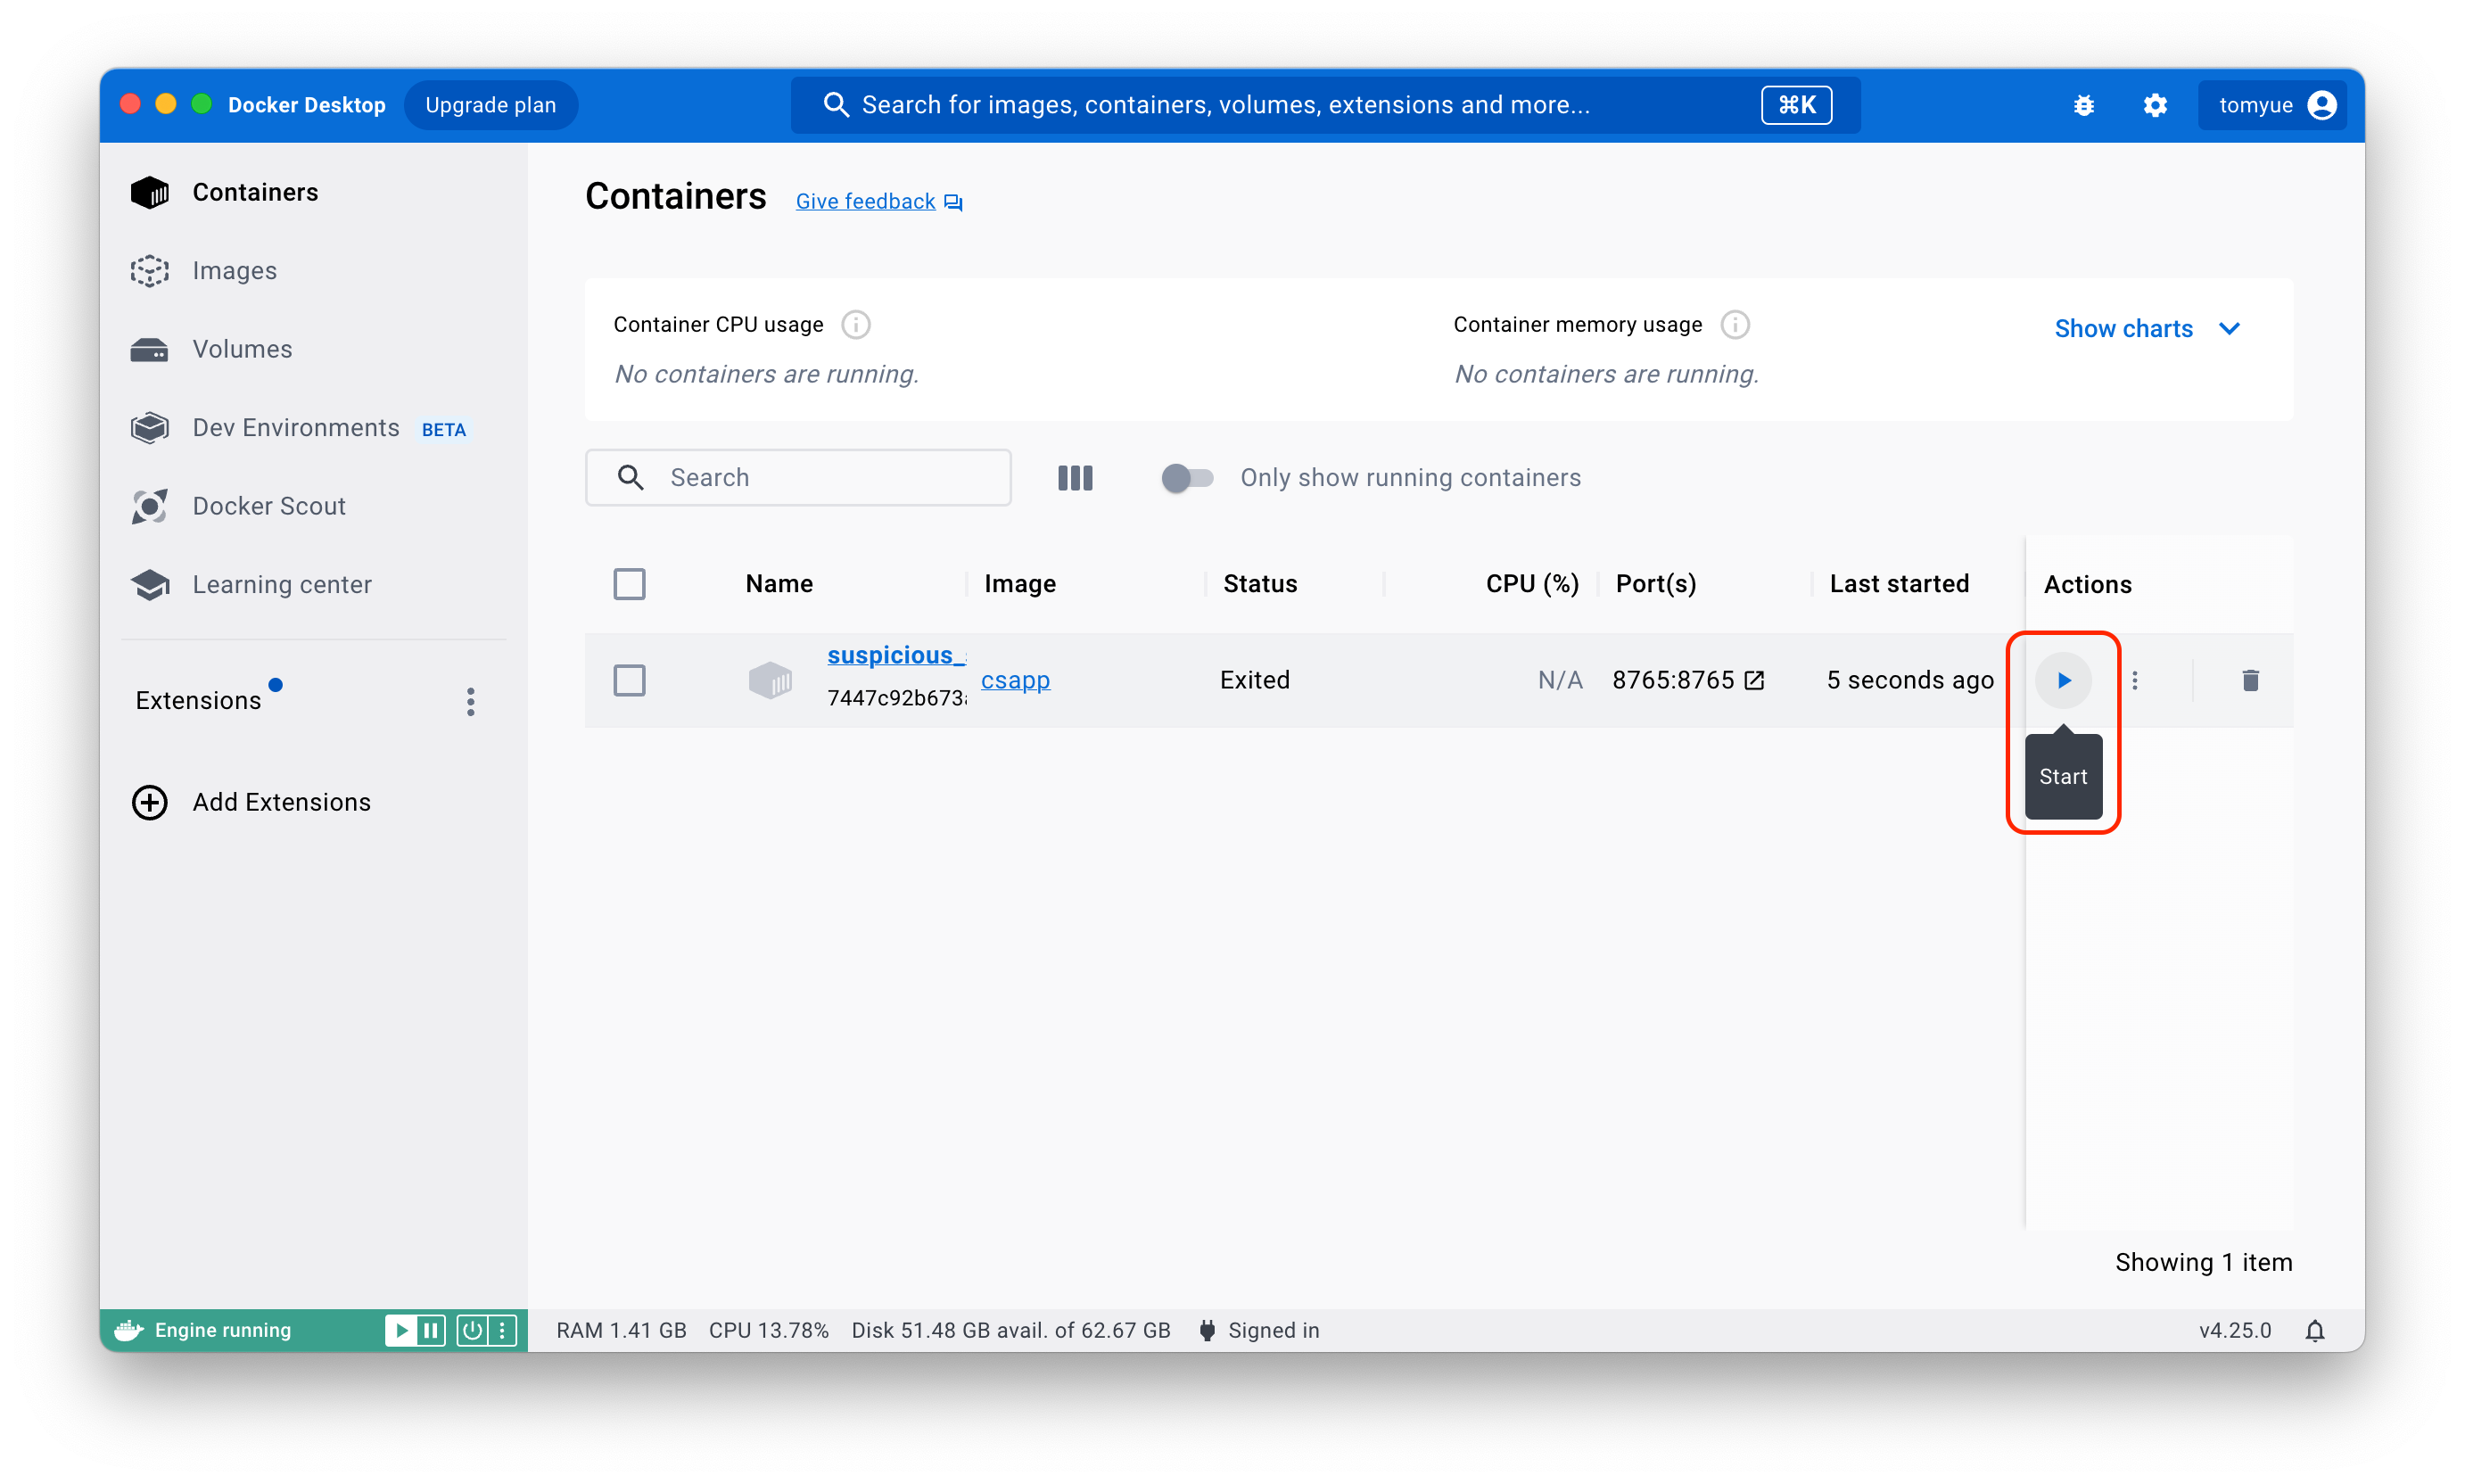 Docker Desktop Upgrade plan Search for images, containers, volumes, extensions and more... ⌘K tomyue
Containers
Images
Volumes
Dev Environments BETA
Docker Scout
Learning center
Extensions
Add Extensions
Containers Give feedback
Container CPU usage
No containers are running.
Container memory usage
No containers are running.
Show charts
Search
Only show running containers
Name Image Status CPU (%) Port(s) Last started Actions
suspicious_ csapp Exited N/A 8765:8765 5 seconds ago
7447c92b673
Start
Showing 1 item
Engine running RAM 1.41 GB CPU 13.78% Disk 51.48 GB avail. of 62.67 GB Signed in v4.25.0